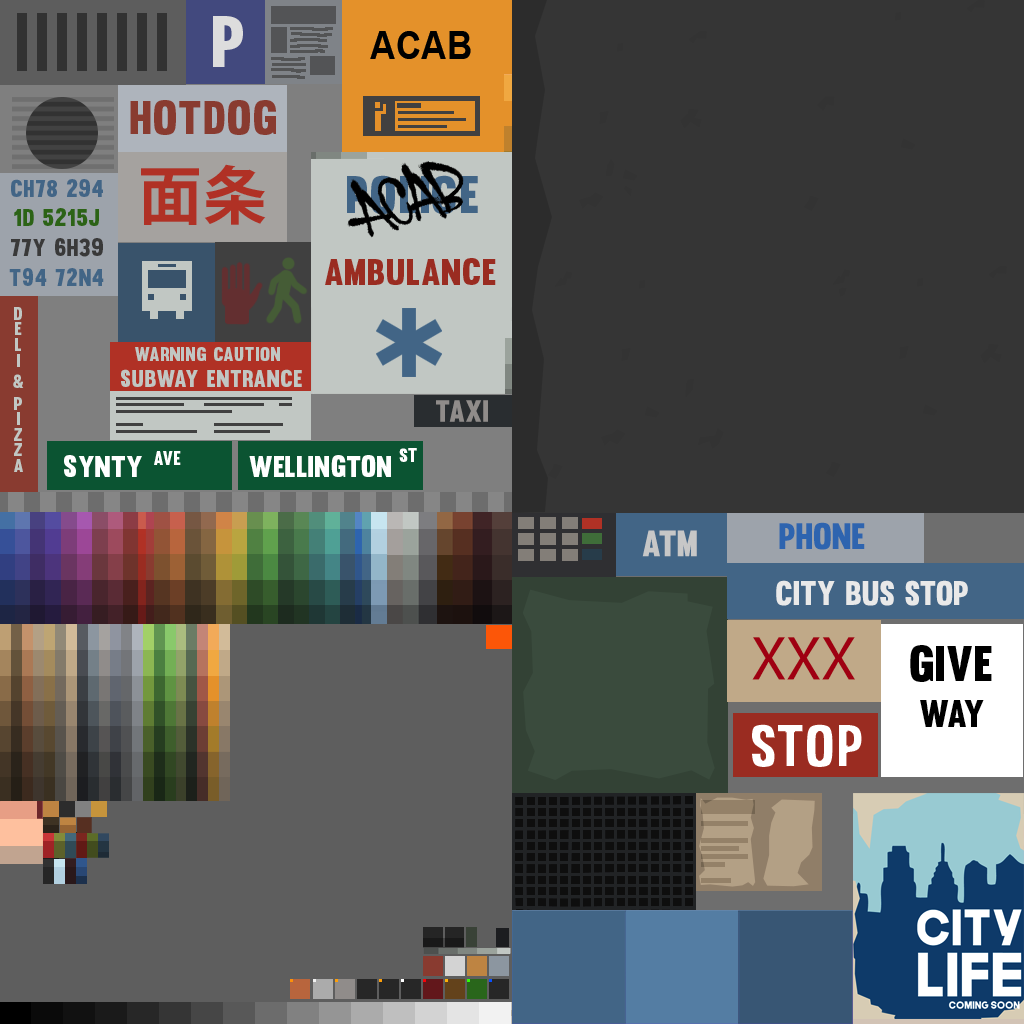 P
ACAB
HOTDOG
面条
CH78 294
1D 5215J
77Y 6H39
T94 72N4
POLICE
ACAB
AMBULANCE
DELI & PIZZA
WARNING CAUTION
SUBWAY ENTRANCE
TAXI
SYNTY AVE
WELLINGTON ST
ATM
PHONE
CITY BUS STOP
XXX
GIVE
WAY
STOP
CITY
LIFE
COMING SOON